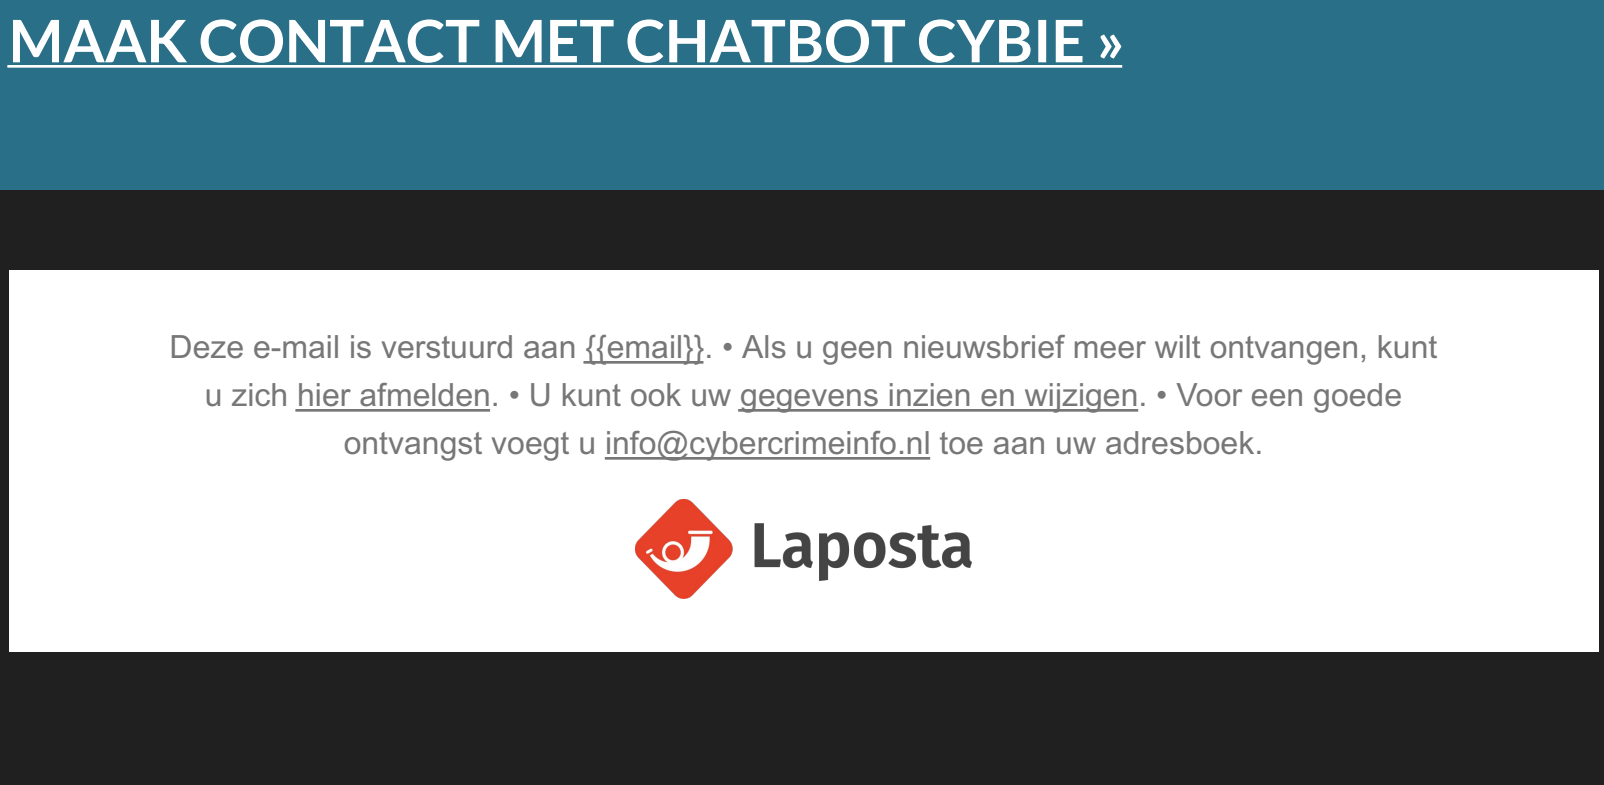 MAAK CONTACT MET CHATBOT CYBIE »
Deze e-mail is verstuurd aan {{email}}. • Als u geen nieuwsbrief meer wilt ontvangen, kunt
u zich hier afmelden. • U kunt ook uw gegevens inzien en wijzigen. • Voor een goede
ontvangst voegt u info@cybercrimeinfo.nl toe aan uw adresboek.
Laposta